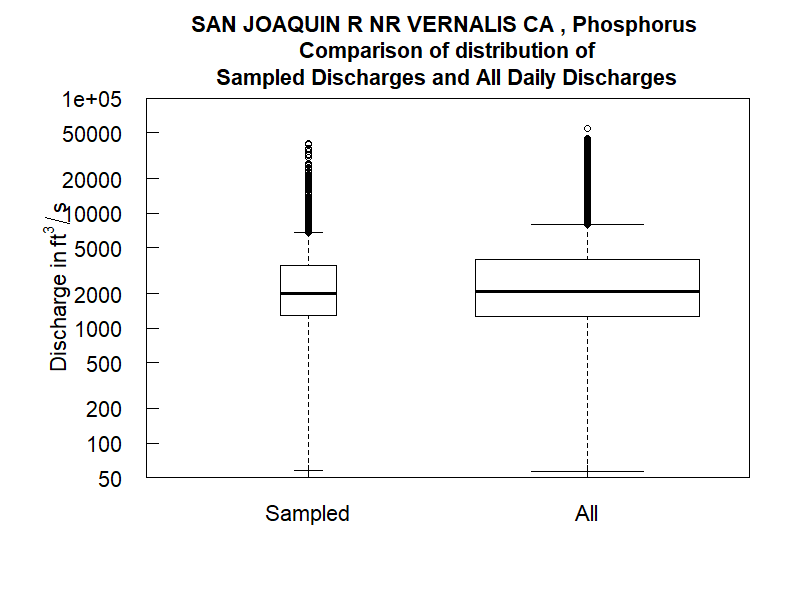 SAN JOAQUIN R NR VERNALIS CA , Phosphorus
Comparison of distribution of
Sampled Discharges and All Daily Discharges
Discharge in ft³/s
1e+05
50000
20000
10000
5000
2000
1000
500
200
100
50
Sampled
All